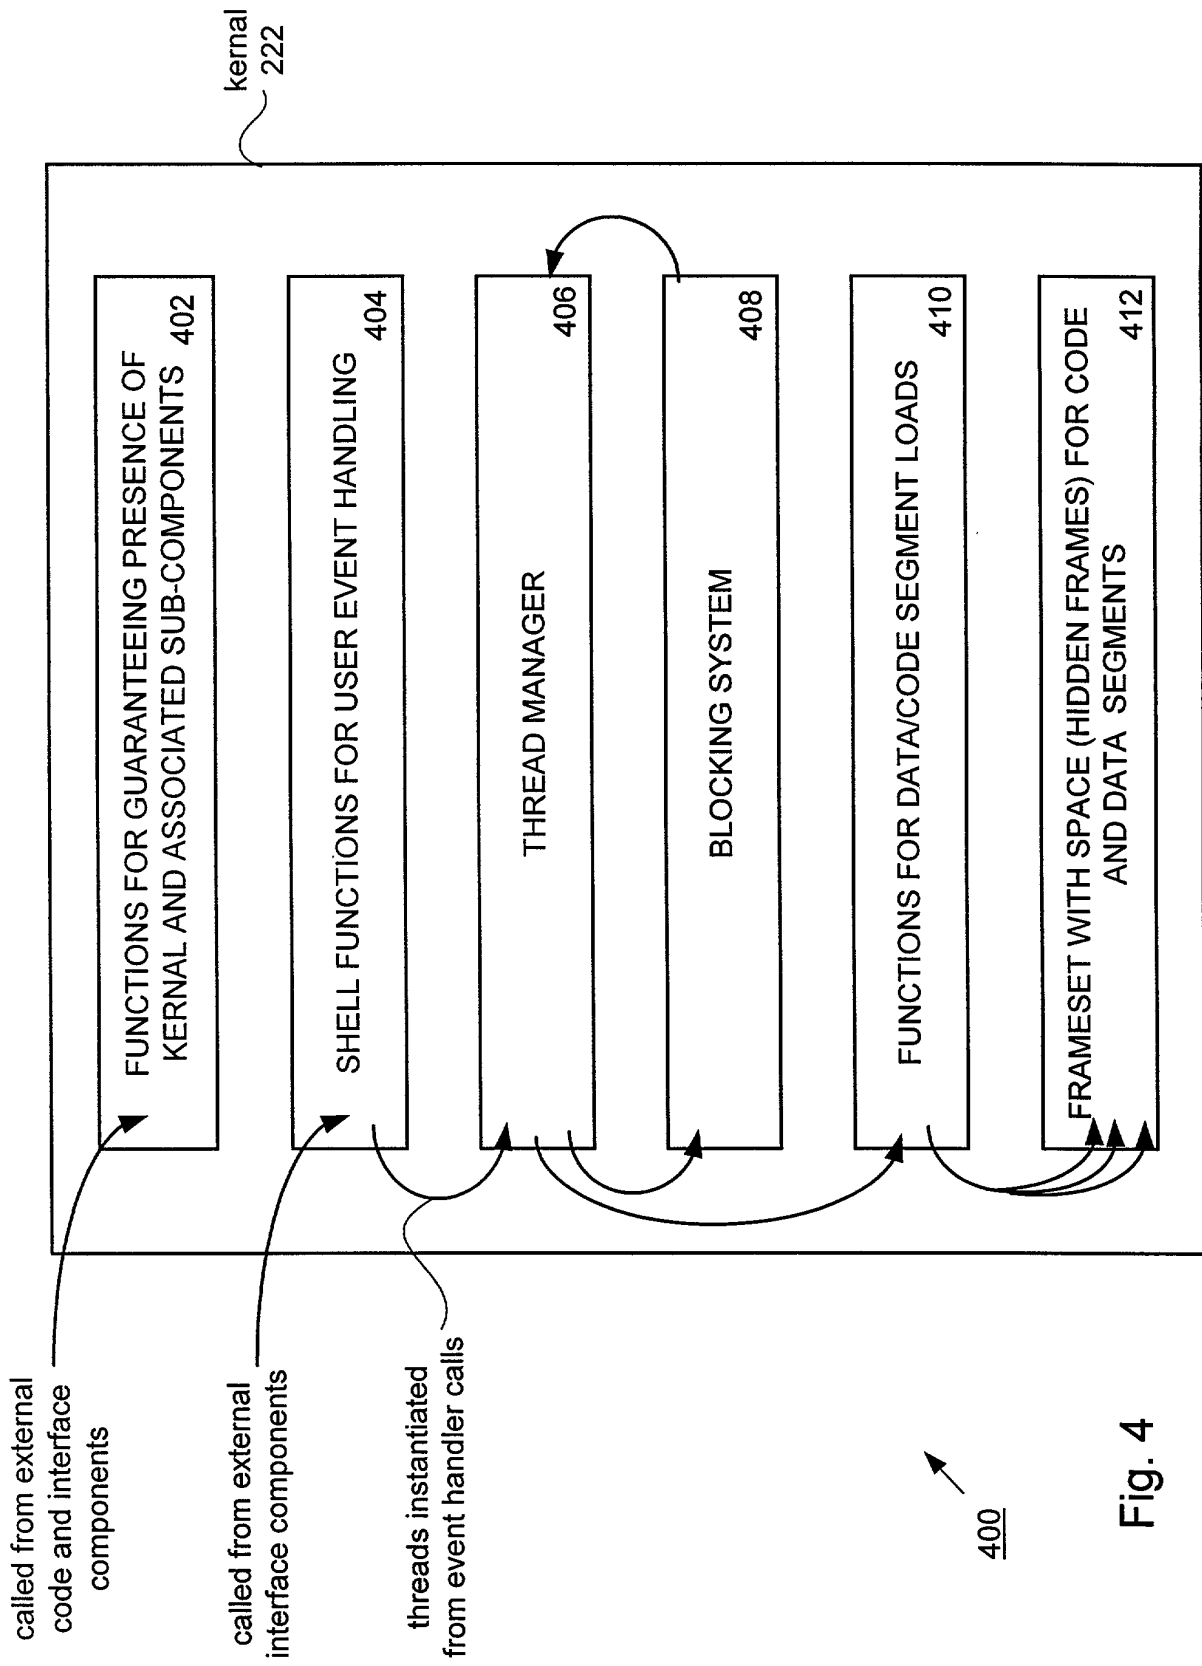 kernal
222
called from external
code and interface
components
FUNCTIONS FOR GUARANTEEING PRESENCE OF
KERNAL AND ASSOCIATED SUB-COMPONENTS
402
called from external
interface components
SHELL FUNCTIONS FOR USER EVENT HANDLING
404
threads instantiated
from event handler calls
THREAD MANAGER
406
BLOCKING SYSTEM
408
FUNCTIONS FOR DATA/CODE SEGMENT LOADS
410
FRAMESET WITH SPACE (HIDDEN FRAMES) FOR CODE
AND DATA SEGMENTS
412
400
Fig. 4